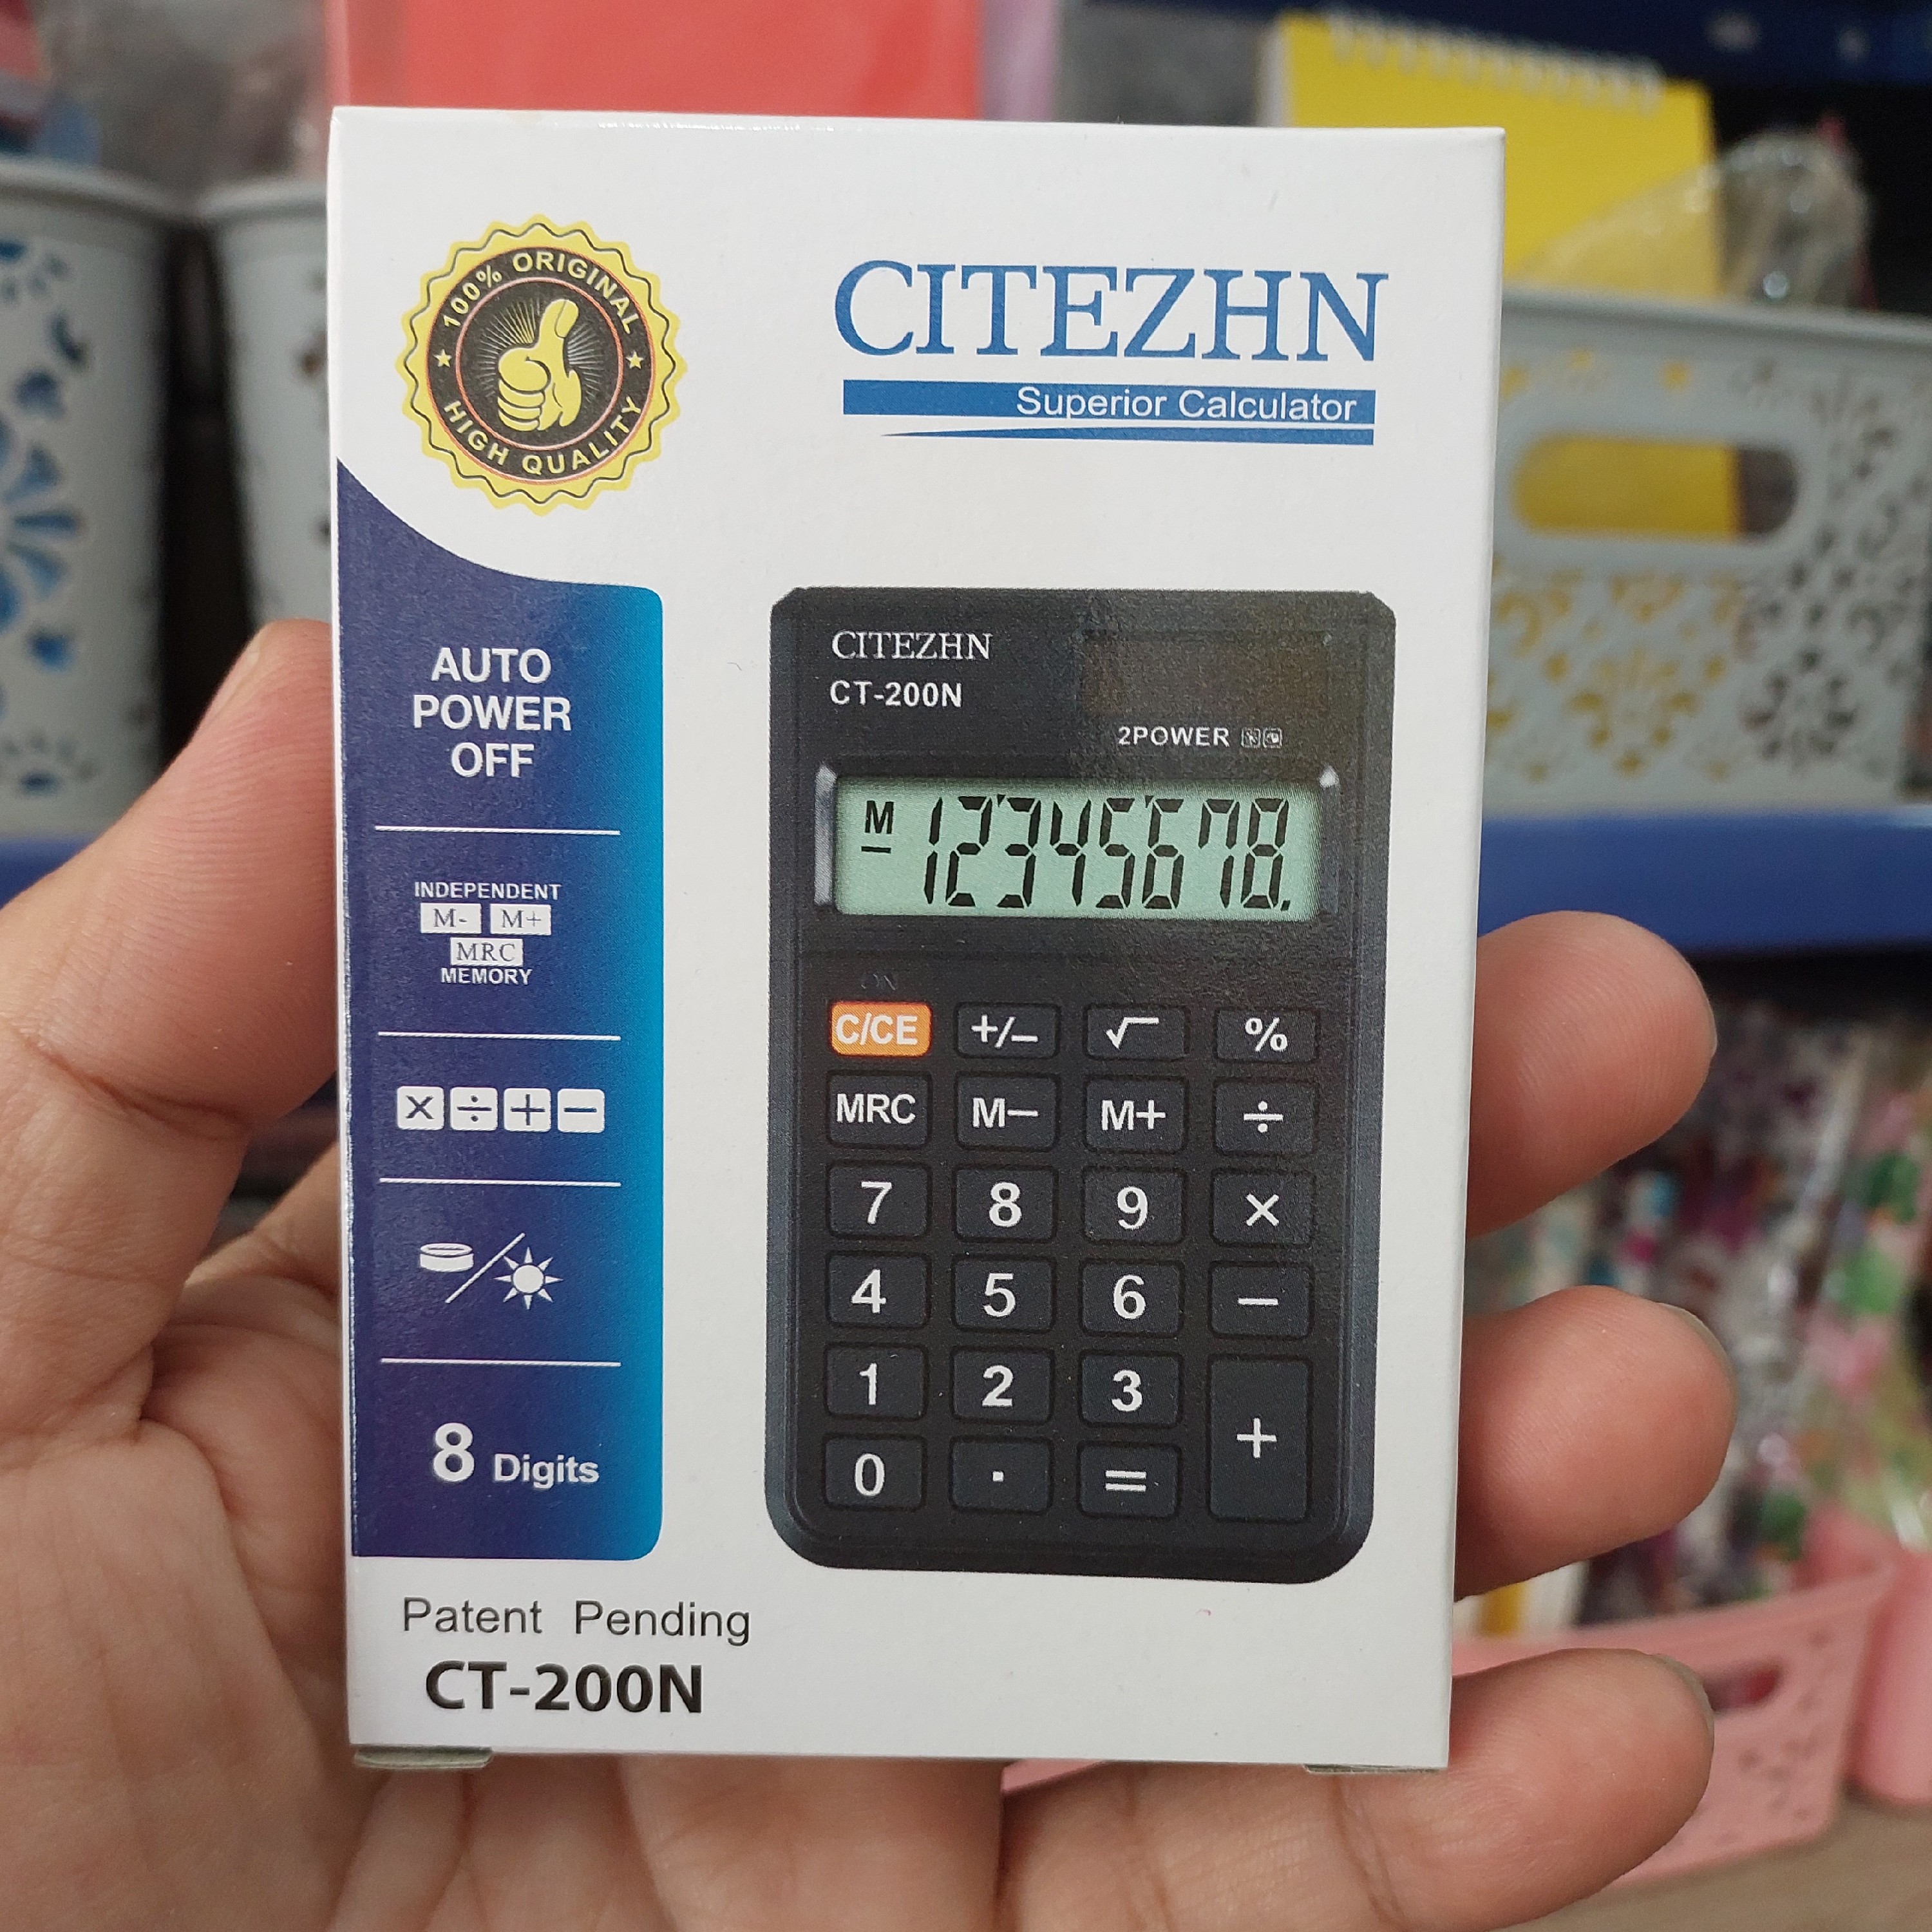 100% ORIGINAL
HIGH QUALITY
CITEZHN
Superior Calculator
AUTO
POWER
OFF
INDEPENDENT
M- M+
MRC
MEMORY
× ÷ + −
8 Digits
CITEZHN
CT-200N
2POWER
M
− 12345678.
ON
C/CE +/− √ %
MRC M− M+ ÷
7 8 9 ×
4 5 6 −
1 2 3 +
0 . =
Patent Pending
CT-200N